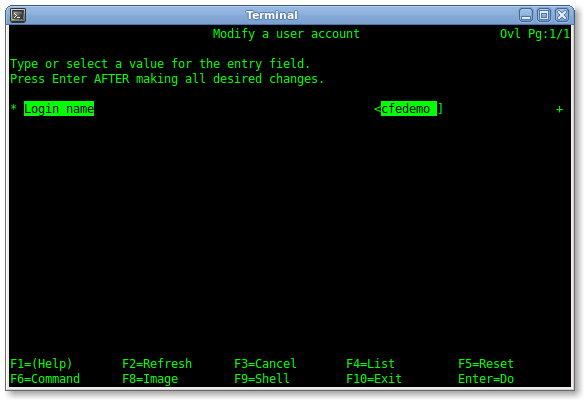 Terminal
Modify a user account Ovl Pg:1/1
Type or select a value for the entry field.
Press Enter AFTER making all desired changes.
* Login name <cfedemo ] +
F1=(Help) F2=Refresh F3=Cancel F4=List F5=Reset
F6=Command F8=Image F9=Shell F10=Exit Enter=Do